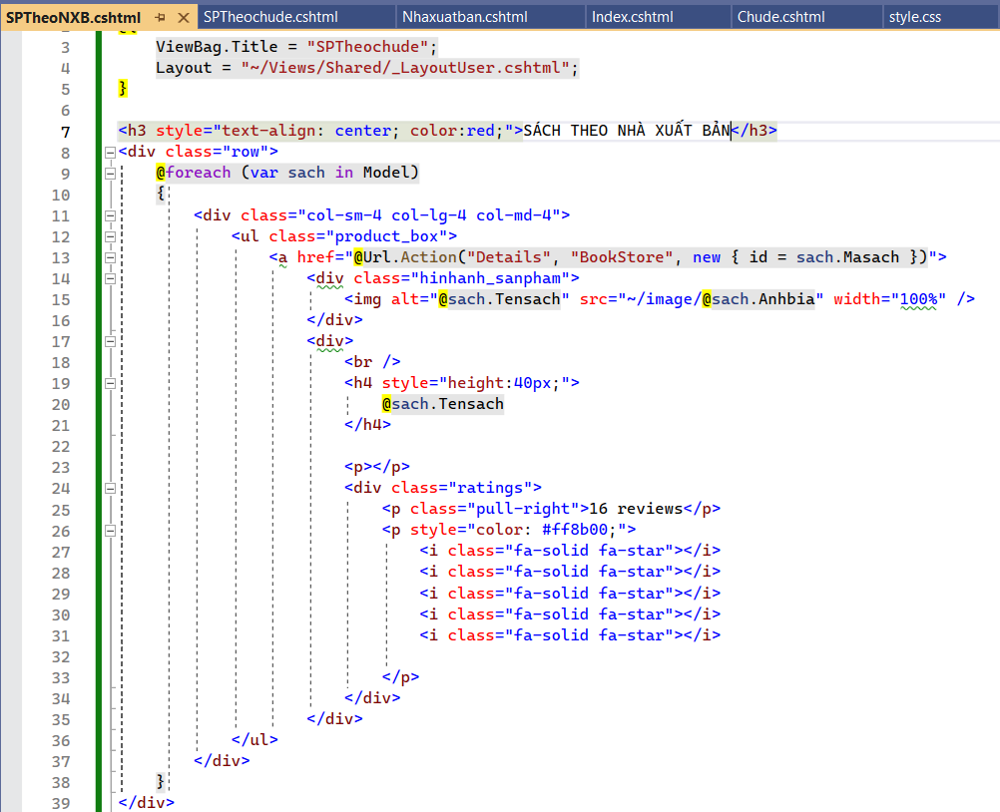 SPTheoNXB.cshtml SPTheochude.cshtml Nhaxuatban.cshtml Index.cshtml Chude.cshtml style.css
2 @{
3 ViewBag.Title = "SPTheochude";
4 Layout = "~/Views/Shared/_LayoutUser.cshtml";
5 }
6
7 <h3 style="text-align: center; color:red;">SÁCH THEO NHÀ XUẤT BẢN</h3>
8 <div class="row">
9 @foreach (var sach in Model)
10 {
11 <div class="col-sm-4 col-lg-4 col-md-4">
12 <ul class="product_box">
13 <a href="@Url.Action("Details", "BookStore", new { id = sach.Masach })">
14 <div class="hinhanh_sanpham">
15 <img alt="@sach.Tensach" src="~/image/@sach.Anhbia" width="100%" />
16 </div>
17 <div>
18 <br />
19 <h4 style="height:40px;">
20 @sach.Tensach
21 </h4>
22
23 <p></p>
24 <div class="ratings">
25 <p class="pull-right">16 reviews</p>
26 <p style="color: #ff8b00;">
27 <i class="fa-solid fa-star"></i>
28 <i class="fa-solid fa-star"></i>
29 <i class="fa-solid fa-star"></i>
30 <i class="fa-solid fa-star"></i>
31 <i class="fa-solid fa-star"></i>
32
33 </p>
34 </div>
35 </div>
36 </ul>
37 </div>
38 }
39 </div>